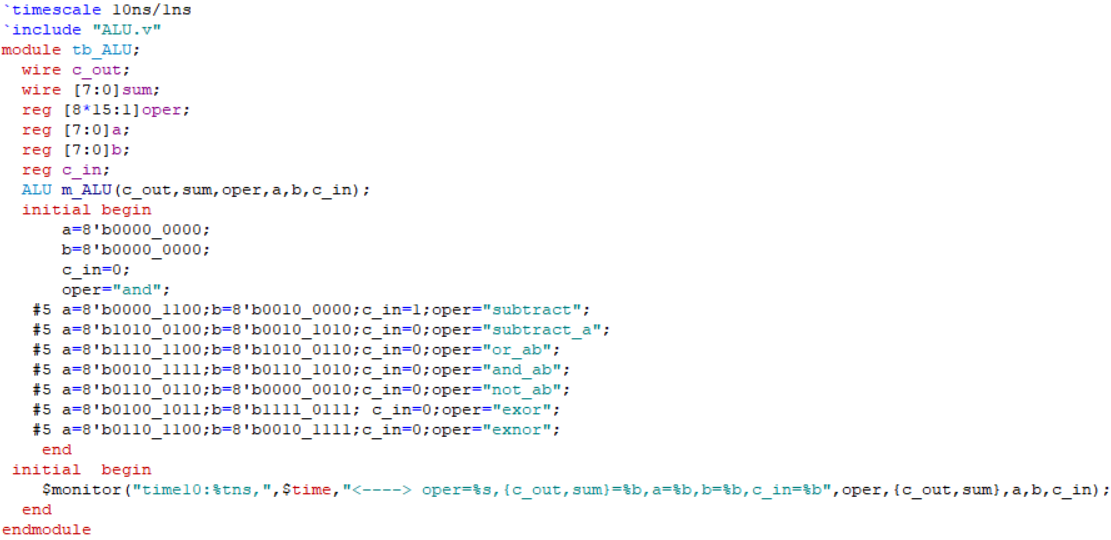 `timescale 10ns/1ns
`include "ALU.v"
module tb_ALU;
wire c_out;
wire [7:0]sum;
reg [8*15:1]oper;
reg [7:0]a;
reg [7:0]b;
reg c_in;
ALU m_ALU(c_out,sum,oper,a,b,c_in);
initial begin
a=8'b0000_0000;
b=8'b0000_0000;
c_in=0;
oper="and";
#5 a=8'b0000_1100;b=8'b0010_0000;c_in=1;oper="subtract";
#5 a=8'b1010_0100;b=8'b0010_1010;c_in=0;oper="subtract_a";
#5 a=8'b1110_1100;b=8'b1010_0110;c_in=0;oper="or_ab";
#5 a=8'b0010_1111;b=8'b0110_1010;c_in=0;oper="and_ab";
#5 a=8'b0110_0110;b=8'b0000_0010;c_in=0;oper="not_ab";
#5 a=8'b0100_1011;b=8'b1111_0111; c_in=0;oper="exor";
#5 a=8'b0110_1100;b=8'b0010_1111;c_in=0;oper="exnor";
end
initial  begin
$monitor("time10:%tns,",$time,"<----> oper=%s,{c_out,sum}=%b,a=%b,b=%b,c_in=%b",oper,{c_out,sum},a,b,c_in);
end
endmodule